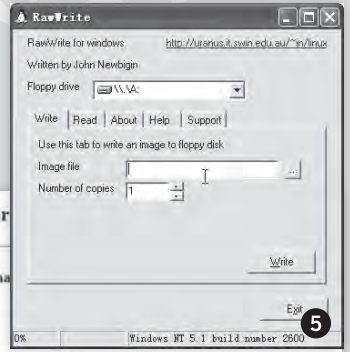 RawWrite
RawWrite for windows http://uranus.it.swin.edu.au/~jn/linux
Written by John Newbigin
Floppy drive \\.\A:
Write Read About Help Support
Use this tab to write an image to floppy disk
Image file ...
Number of copies 1
Write
Exit
5
0% Windows NT 5.1 build number 2600